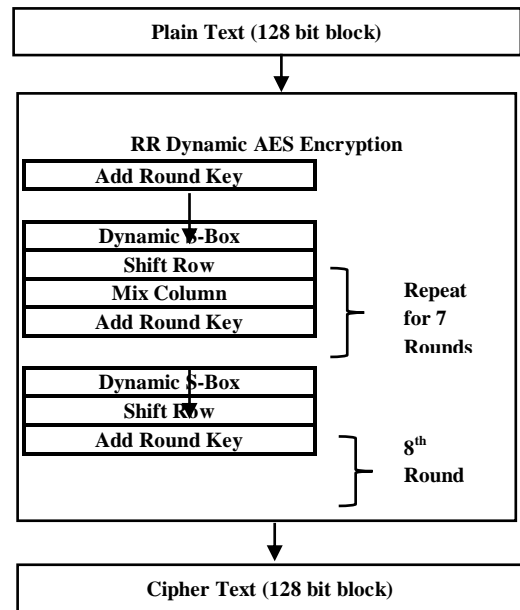 Plain Text (128 bit block)
RR Dynamic AES Encryption
Add Round Key
Dynamic S-Box
Shift Row
Mix Column
Add Round Key
Repeat
for 7
Rounds
Dynamic S-Box
Shift Row
Add Round Key
8th
Round
Cipher Text (128 bit block)